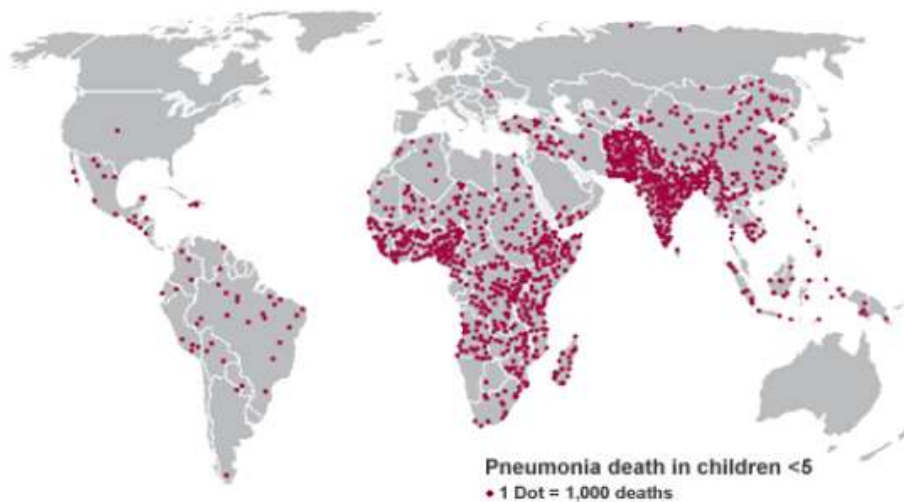 Pneumonia death in children <5
1 Dot = 1,000 deaths